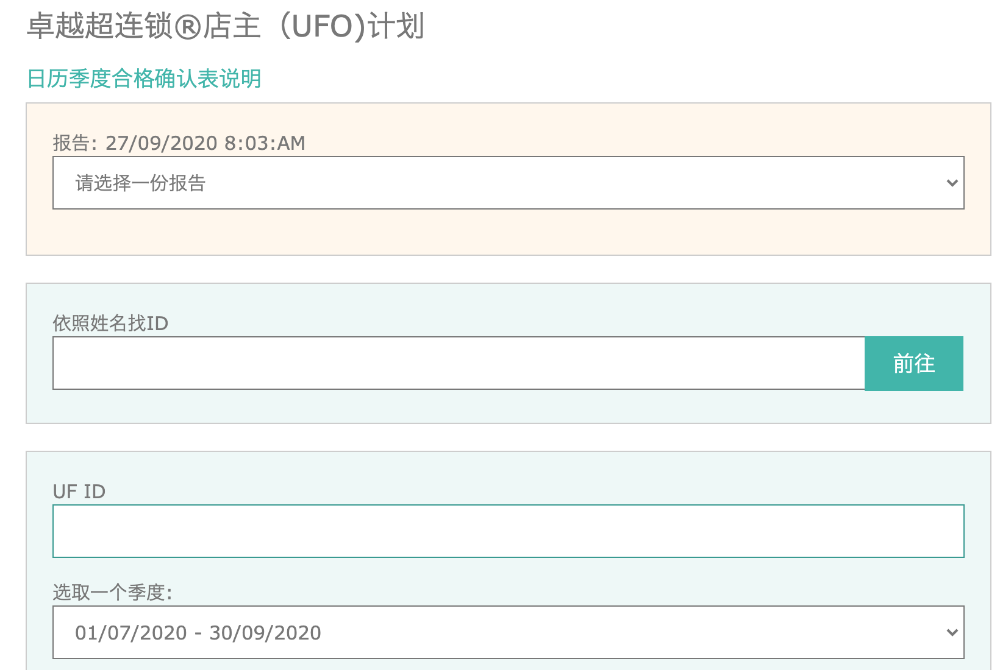 卓越超连锁®店主（UFO)计划
日历季度合格确认表说明
报告: 27/09/2020 8:03:AM
请选择一份报告
依照姓名找ID
前往
UF ID
选取一个季度:
01/07/2020 - 30/09/2020